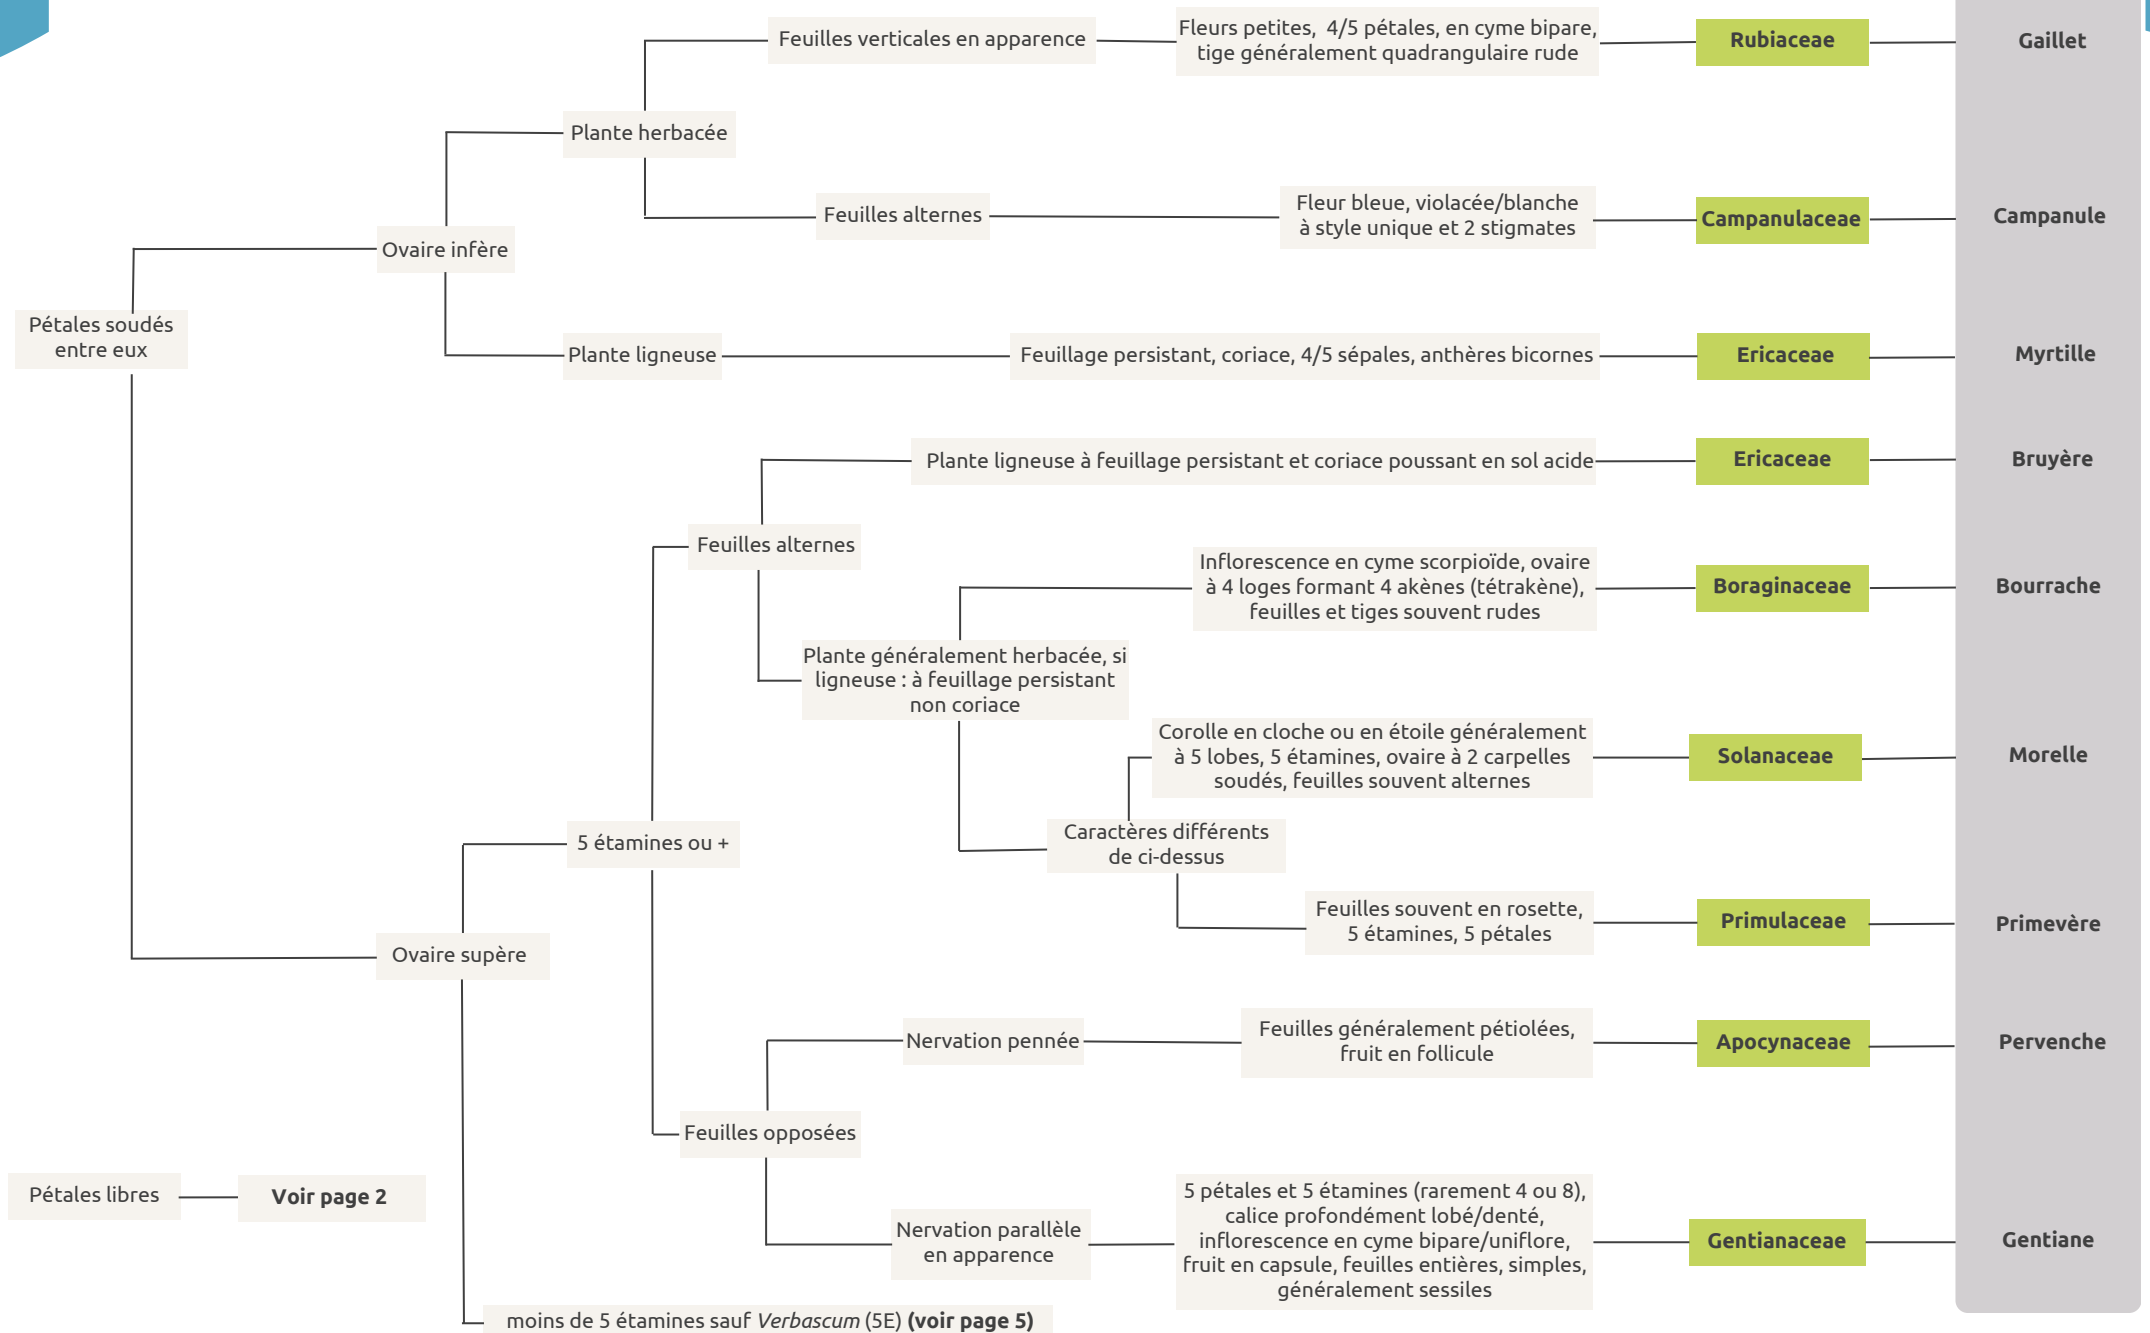 Feuilles verticales en apparence
Fleurs petites, 4/5 pétales, en cyme bipare,
tige généralement quadrangulaire rude
Rubiaceae
Gaillet
Plante herbacée
Feuilles alternes
Fleur bleue, violacée/blanche
à style unique et 2 stigmates
Campanulaceae
Campanule
Ovaire infère
Pétales soudés
entre eux
Plante ligneuse
Feuillage persistant, coriace, 4/5 sépales, anthères bicornes
Ericaceae
Myrtille
Plante ligneuse à feuillage persistant et coriace poussant en sol acide
Ericaceae
Bruyère
Feuilles alternes
Inflorescence en cyme scorpioïde, ovaire
à 4 loges formant 4 akènes (tétrakène),
feuilles et tiges souvent rudes
Boraginaceae
Bourrache
Plante généralement herbacée, si
ligneuse : à feuillage persistant
non coriace
Corolle en cloche ou en étoile généralement
à 5 lobes, 5 étamines, ovaire à 2 carpelles
soudés, feuilles souvent alternes
Solanaceae
Morelle
5 étamines ou +
Caractères différents
de ci-dessus
Feuilles souvent en rosette,
5 étamines, 5 pétales
Primulaceae
Primevère
Ovaire supère
Nervation pennée
Feuilles généralement pétiolées,
fruit en follicule
Apocynaceae
Pervenche
Feuilles opposées
Pétales libres
Voir page 2
Nervation parallèle
en apparence
5 pétales et 5 étamines (rarement 4 ou 8),
calice profondément lobé/denté,
inflorescence en cyme bipare/uniflore,
fruit en capsule, feuilles entières, simples,
généralement sessiles
Gentianaceae
Gentiane
moins de 5 étamines sauf Verbascum (5E) (voir page 5)